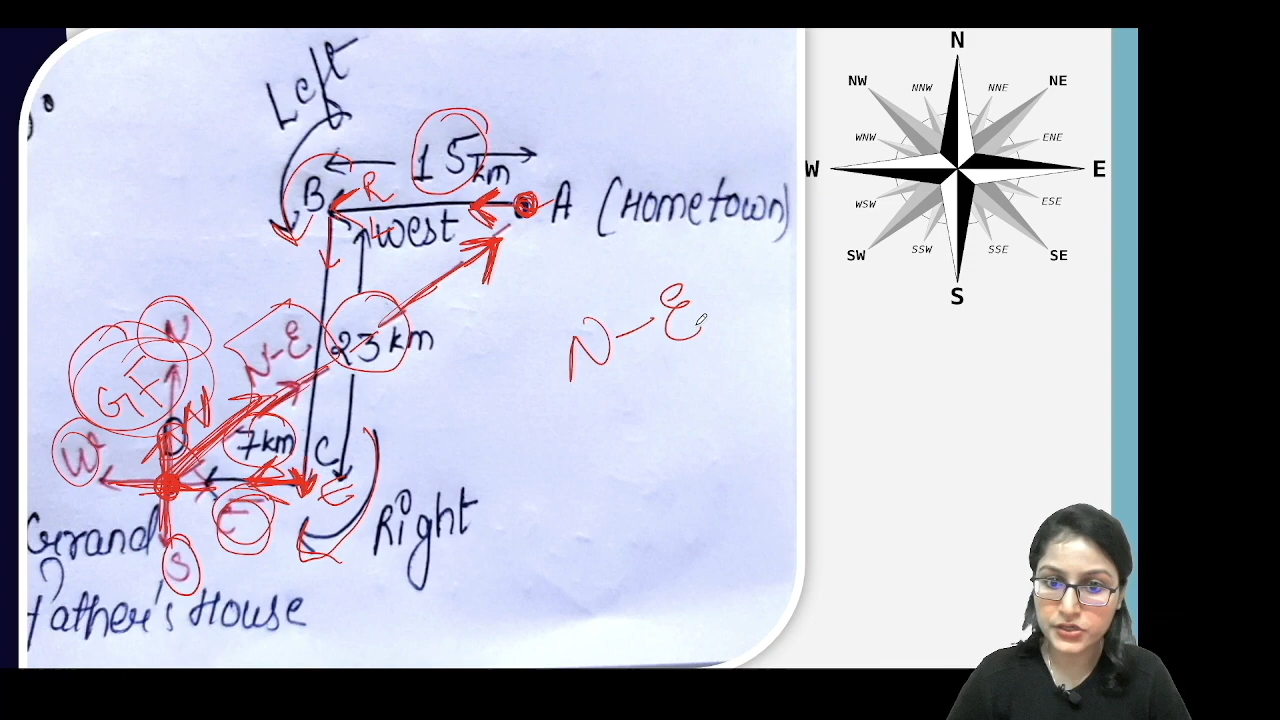 Left
15 km
B
R
A (Hometown)
L
West
N
N-E
23 km
N-E
GF
D
N
W
7km
C
E
E
Right
Grand
S
father's House
N
NW
NNW
NNE
NE
WNW
ENE
W
E
WSW
ESE
SW
SSW
SSE
SE
S